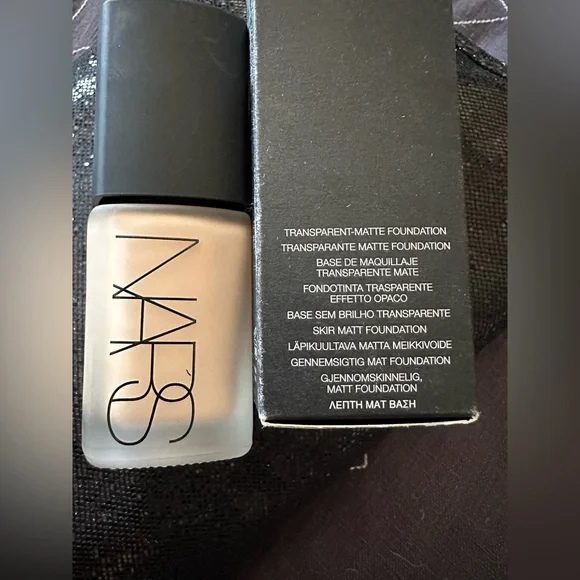 NARS
TRANSPARENT-MATTE FOUNDATION
TRANSPARANTE MATTE FOUNDATION
BASE DE MAQUILLAJE
TRANSPARENTE MATE
FONDOTINTA TRASPARENTE
EFFETTO OPACO
BASE SEM BRILHO TRANSPARENTE
SKIR MATT FOUNDATION
LÄPIKUULTAVA MATTA MEIKKIVOIDE
GENNEMSIGTIG MAT FOUNDATION
GJENNOMSKINNELIG,
MATT FOUNDATION
ΛΕΠΤΗ ΜΑΤ ΒΑΣΗ